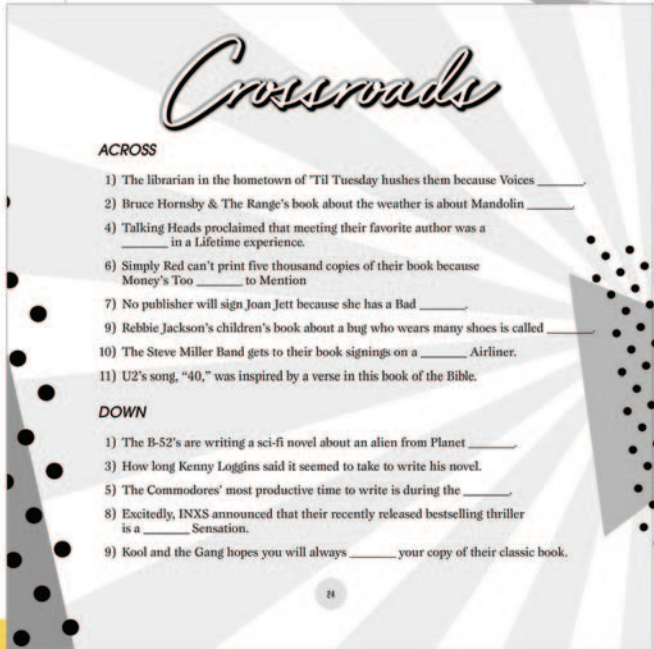 Crossroads
ACROSS
1) The librarian in the hometown of 'Til Tuesday hushes them because Voices ______.
2) Bruce Hornsby & The Range's book about the weather is about Mandolin ______.
4) Talking Heads proclaimed that meeting their favorite author was a
______ in a Lifetime experience.
6) Simply Red can't print five thousand copies of their book because
Money's Too ______ to Mention
7) No publisher will sign Joan Jett because she has a Bad ______.
9) Rebbie Jackson's children's book about a bug who wears many shoes is called ______.
10) The Steve Miller Band gets to their book signings on a ______ Airliner.
11) U2's song, "40," was inspired by a verse in this book of the Bible.
DOWN
1) The B-52's are writing a sci-fi novel about an alien from Planet ______.
3) How long Kenny Loggins said it seemed to take to write his novel.
5) The Commodores' most productive time to write is during the ______.
8) Excitedly, INXS announced that their recently released bestselling thriller
is a ______ Sensation.
9) Kool and the Gang hopes you will always ______ your copy of their classic book.
24